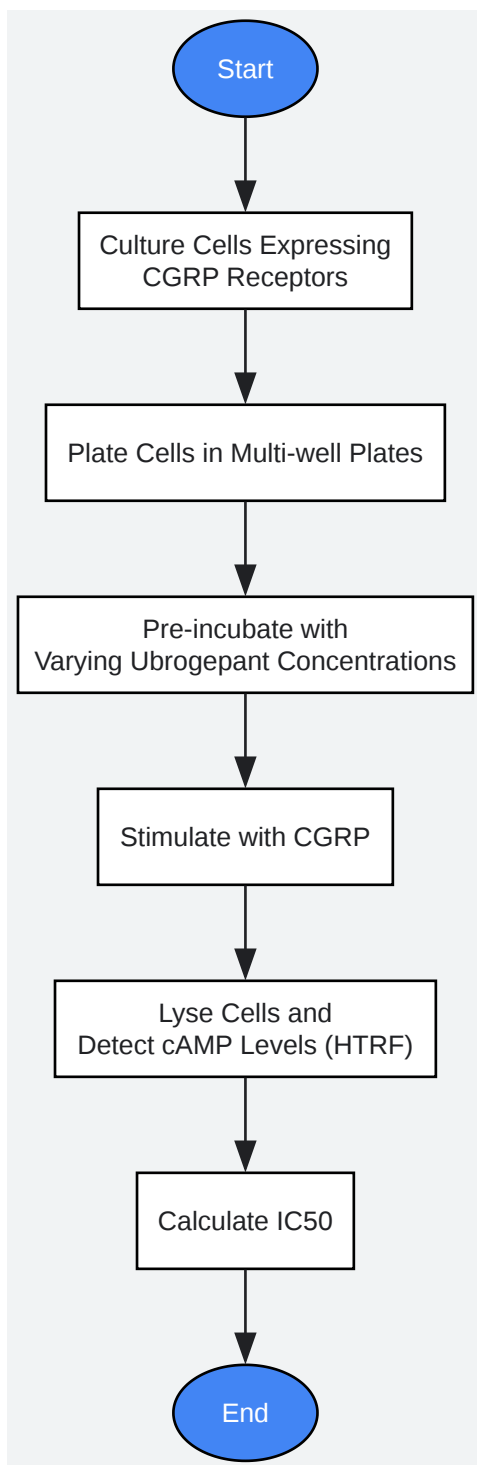 Start
Culture Cells Expressing
CGRP Receptors
Plate Cells in Multi-well Plates
Pre-incubate with
Varying Ubrogepant Concentrations
Stimulate with CGRP
Lyse Cells and
Detect cAMP Levels (HTRF)
Calculate IC50
End